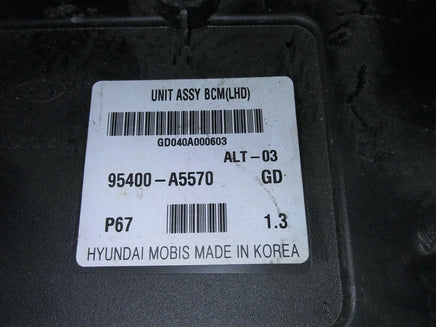 UNIT ASSY BCM(LHD)
GD040A000603
ALT-03
95400-A5570 GD
P67 1.3
HYUNDAI MOBIS MADE IN KOREA